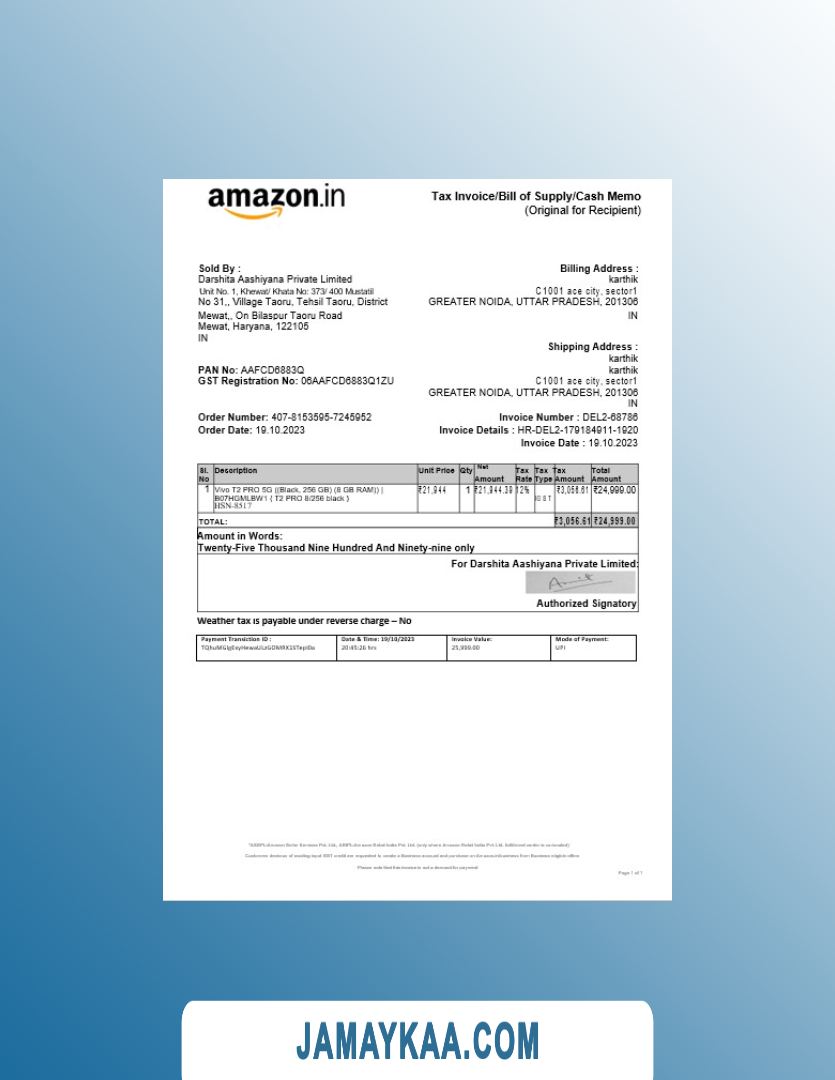 amazon.in
Tax Invoice/Bill of Supply/Cash Memo
(Original for Recipient)
Sold By :
Darshita Aashiyana Private Limited
Unit No. 1, Khewat/ Khata No: 373/ 400 Mustatil
No 31,, Village Taoru, Tehsil Taoru, District
Mewat,, On Bilaspur Taoru Road
Mewat, Haryana, 122105
IN
Billing Address :
karthik
C1001 ace city, sector1
GREATER NOIDA, UTTAR PRADESH, 201306
IN
Shipping Address :
karthik
karthik
C1001 ace city, sector1
GREATER NOIDA, UTTAR PRADESH, 201306
IN
PAN No: AAFCD6883Q
GST Registration No: 06AAFCD6883Q1ZU
Order Number: 407-8153595-7245952
Order Date: 19.10.2023
Invoice Number : DEL2-68786
Invoice Details : HR-DEL2-179184911-1920
Invoice Date : 19.10.2023
Sl. No Description Unit Price Qty Net Amount Tax Rate Tax Type Tax Amount Total Amount
1 Vivo T2 PRO 5G ((Black, 256 GB) (8 GB RAM)) | ₹21,944 1 ₹21,944.39 12% IGST ₹3,056.61 ₹24,999.00
B07HGMLBW1 ( T2 PRO 8/256 black )
HSN-8517
TOTAL: ₹3,056.61 ₹24,999.00
Amount in Words:
Twenty-Five Thousand Nine Hundred And Ninety-nine only
For Darshita Aashiyana Private Limited:
Authorized Signatory
Weather tax is payable under reverse charge – No
Payment Transiction ID : Date & Time: 19/10/2023 Invoice Value: Mode of Payment:
20:45:26 hrs 25,999.00 UPI
Please note that this invoice is not a demand for payment
Page 1 of 1
JAMAYKAA.COM